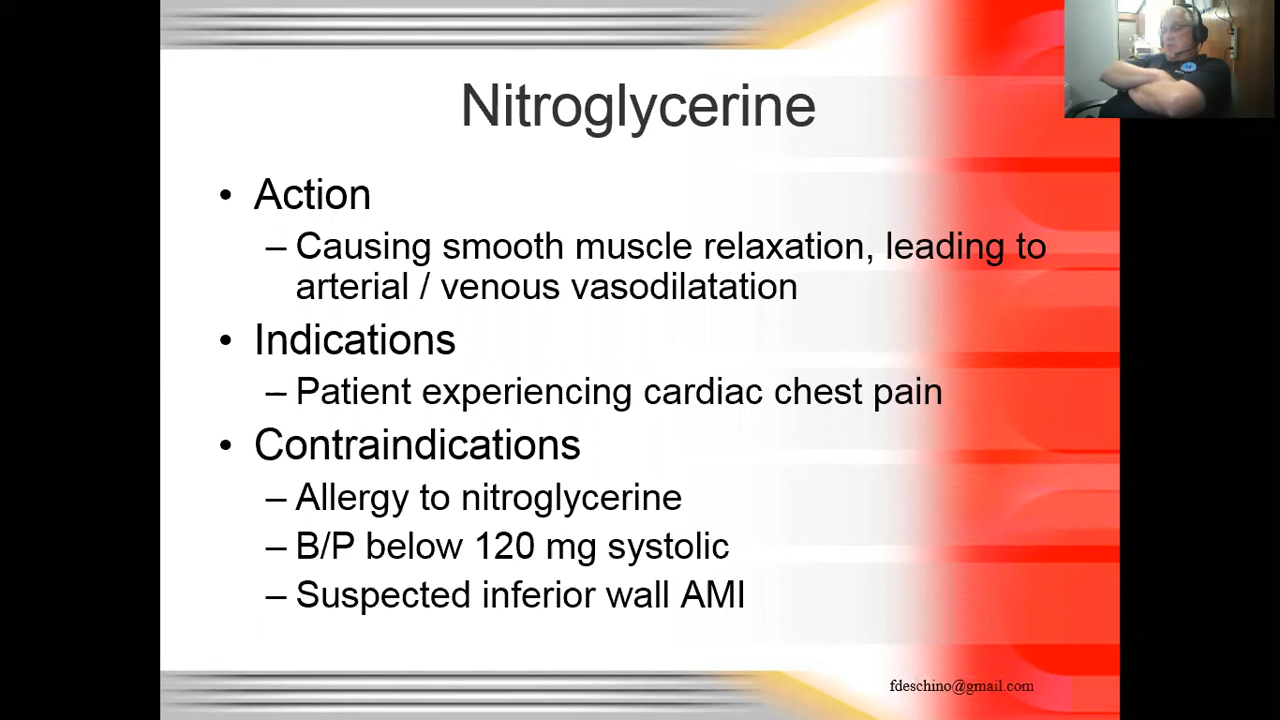 Nitroglycerine
• Action
– Causing smooth muscle relaxation, leading to
arterial / venous vasodilatation
• Indications
– Patient experiencing cardiac chest pain
• Contraindications
– Allergy to nitroglycerine
– B/P below 120 mg systolic
– Suspected inferior wall AMI
fdeschino@gmail.com